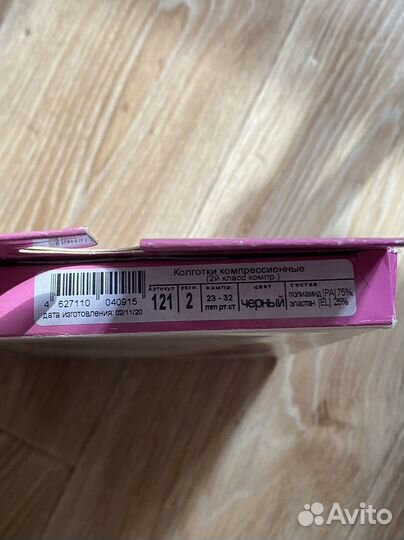 Колготки компрессионные
(2й класс компр.)
4 627110 040915
дата изготовления: 02/11/20
Артикул
121
разм
2
компр.
23 - 32
mm рт.ст
цвет
черный
состав:
полиамид [PA] 75%,
эластан [EL] 25%
Avito